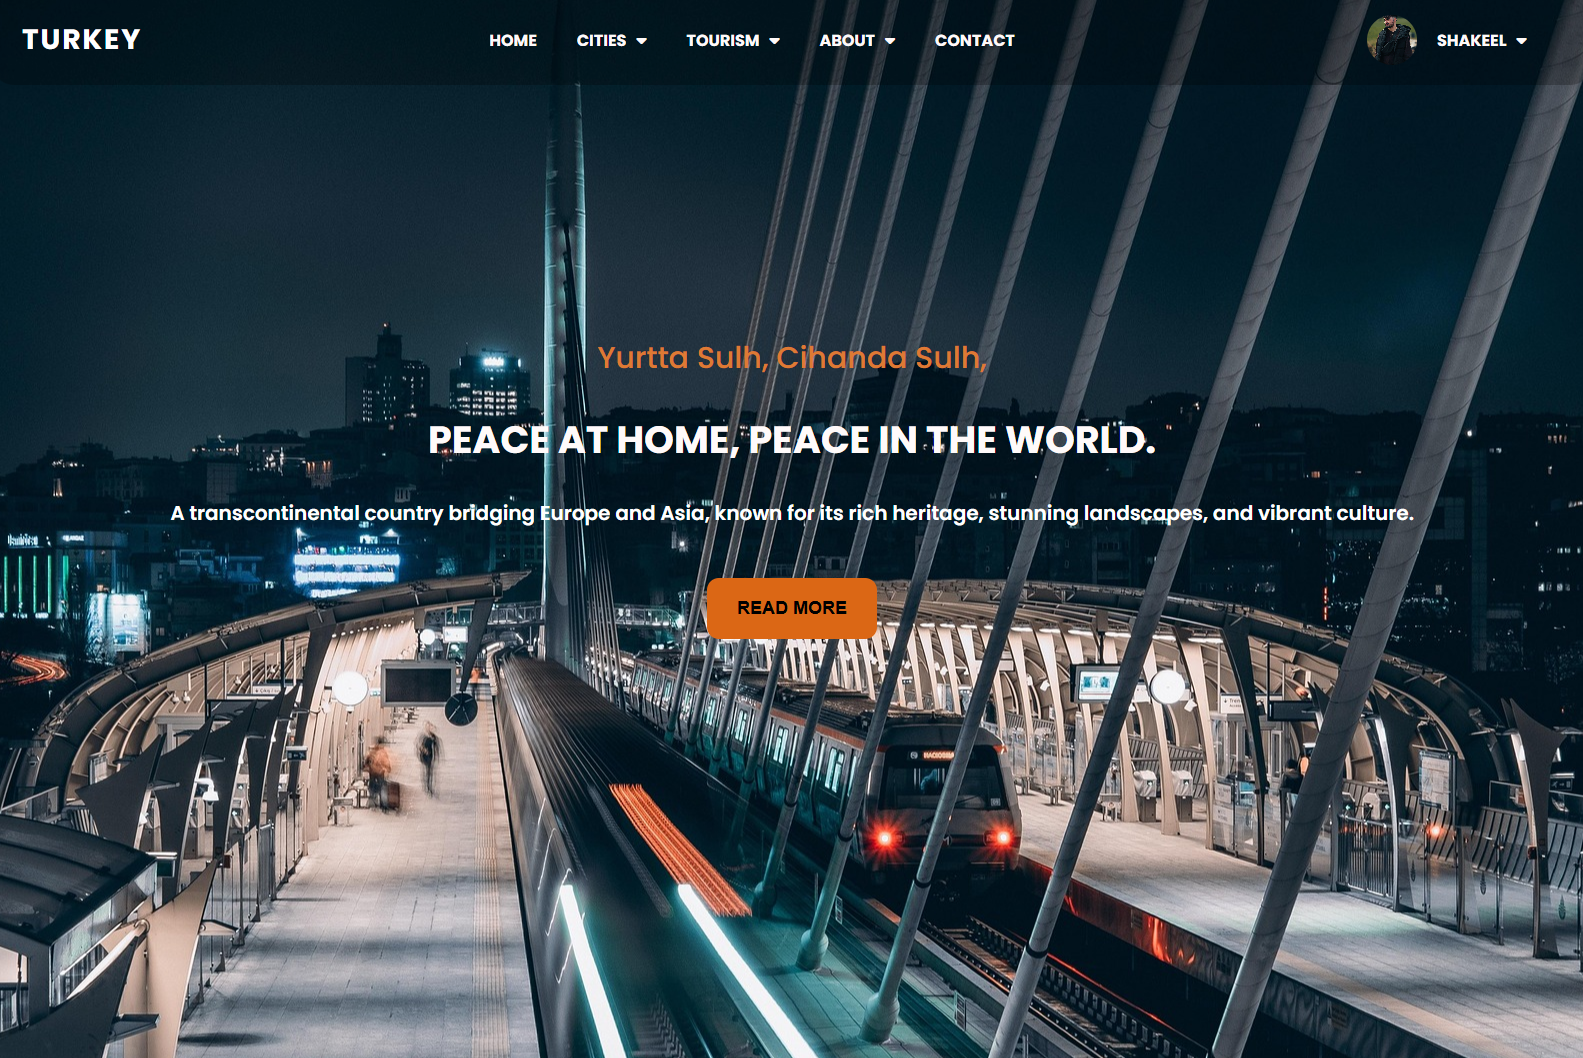 TURKEY
HOME CITIES TOURISM ABOUT CONTACT
SHAKEEL
Yurtta Sulh, Cihanda Sulh,
PEACE AT HOME, PEACE IN THE WORLD.
A transcontinental country bridging Europe and Asia, known for its rich heritage, stunning landscapes, and vibrant culture.
READ MORE